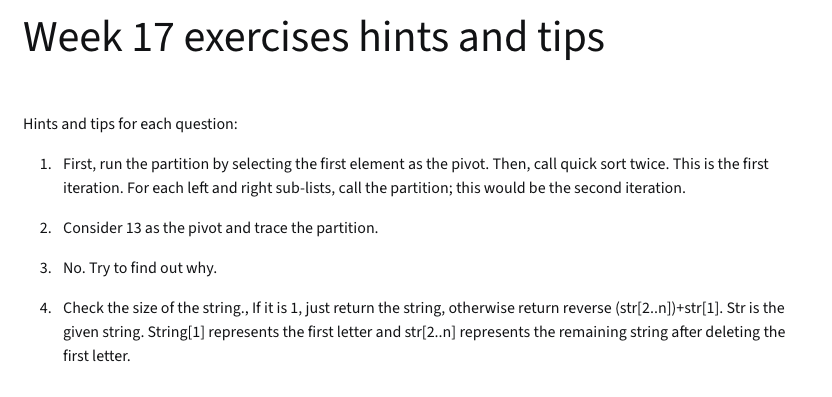 Week 17 exercises hints and tips
Hints and tips for each question:
1. First, run the partition by selecting the first element as the pivot. Then, call quick sort twice. This is the first
iteration. For each left and right sub-lists, call the partition; this would be the second iteration.
2. Consider 13 as the pivot and trace the partition.
3. No. Try to find out why.
4. Check the size of the string., If it is 1, just return the string, otherwise return reverse (str[2..n])+str[1]. Str is the
given string. String[1] represents the first letter and str[2..n] represents the remaining string after deleting the
first letter.